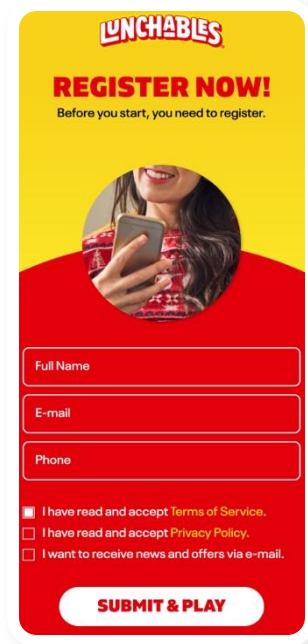 LUNCHABLES
REGISTER NOW!
Before you start, you need to register.
Full Name
E-mail
Phone
I have read and accept Terms of Service.
I have read and accept Privacy Policy.
I want to receive news and offers via e-mail.
SUBMIT & PLAY